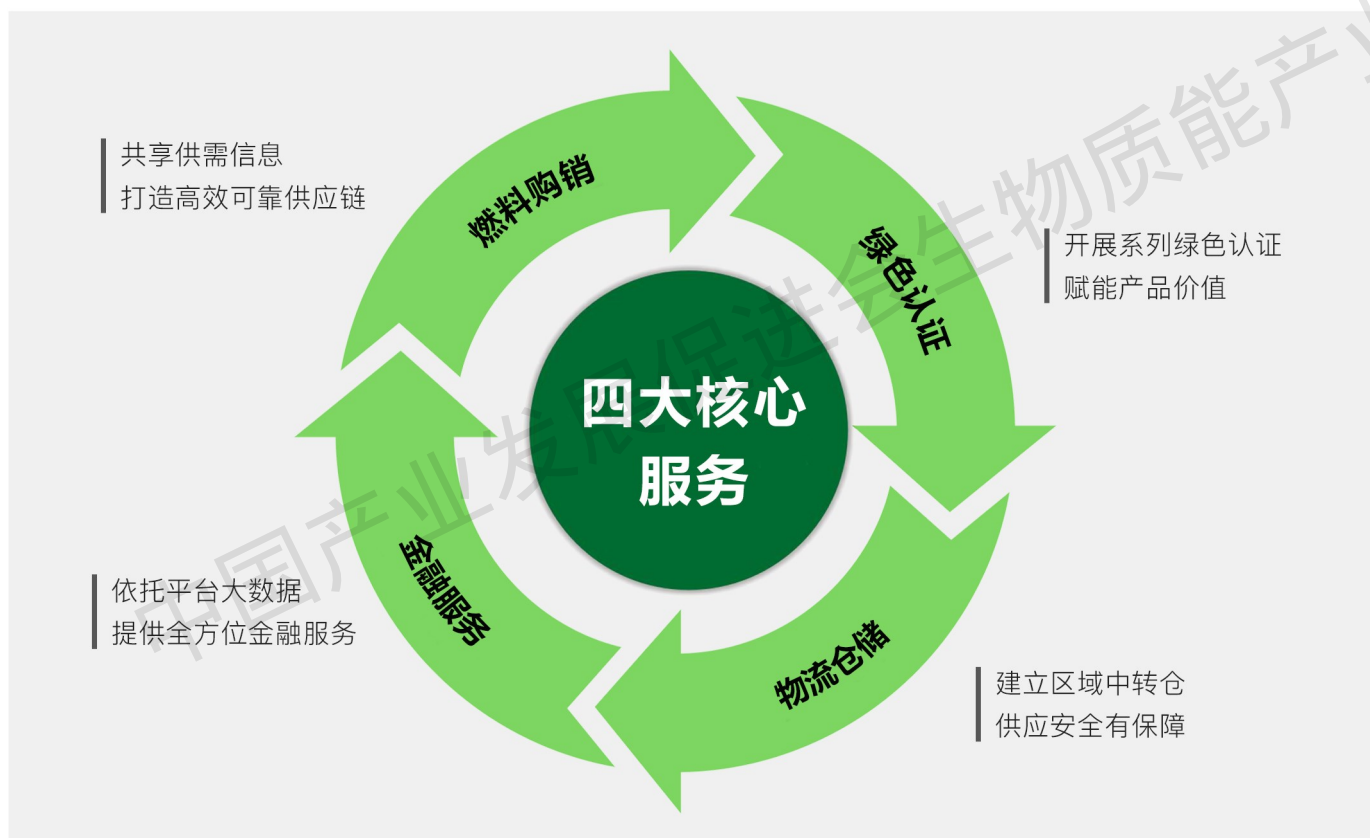 共享供需信息
打造高效可靠供应链
燃料购销
绿色认证
开展系列绿色认证
赋能产品价值
四大核心
服务
金融服务
依托平台大数据
提供全方位金融服务
物流仓储
建立区域中转仓
供应安全有保障
中国产业发展促进会生物质能产业